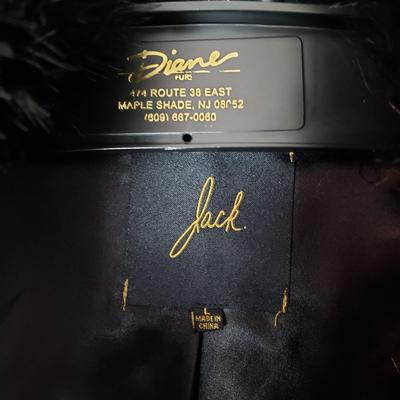 Diane
FURS
474 ROUTE 38 EAST
MAPLE SHADE, NJ 08052
(609) 667-0060
Jack.
L
MADE IN
CHINA